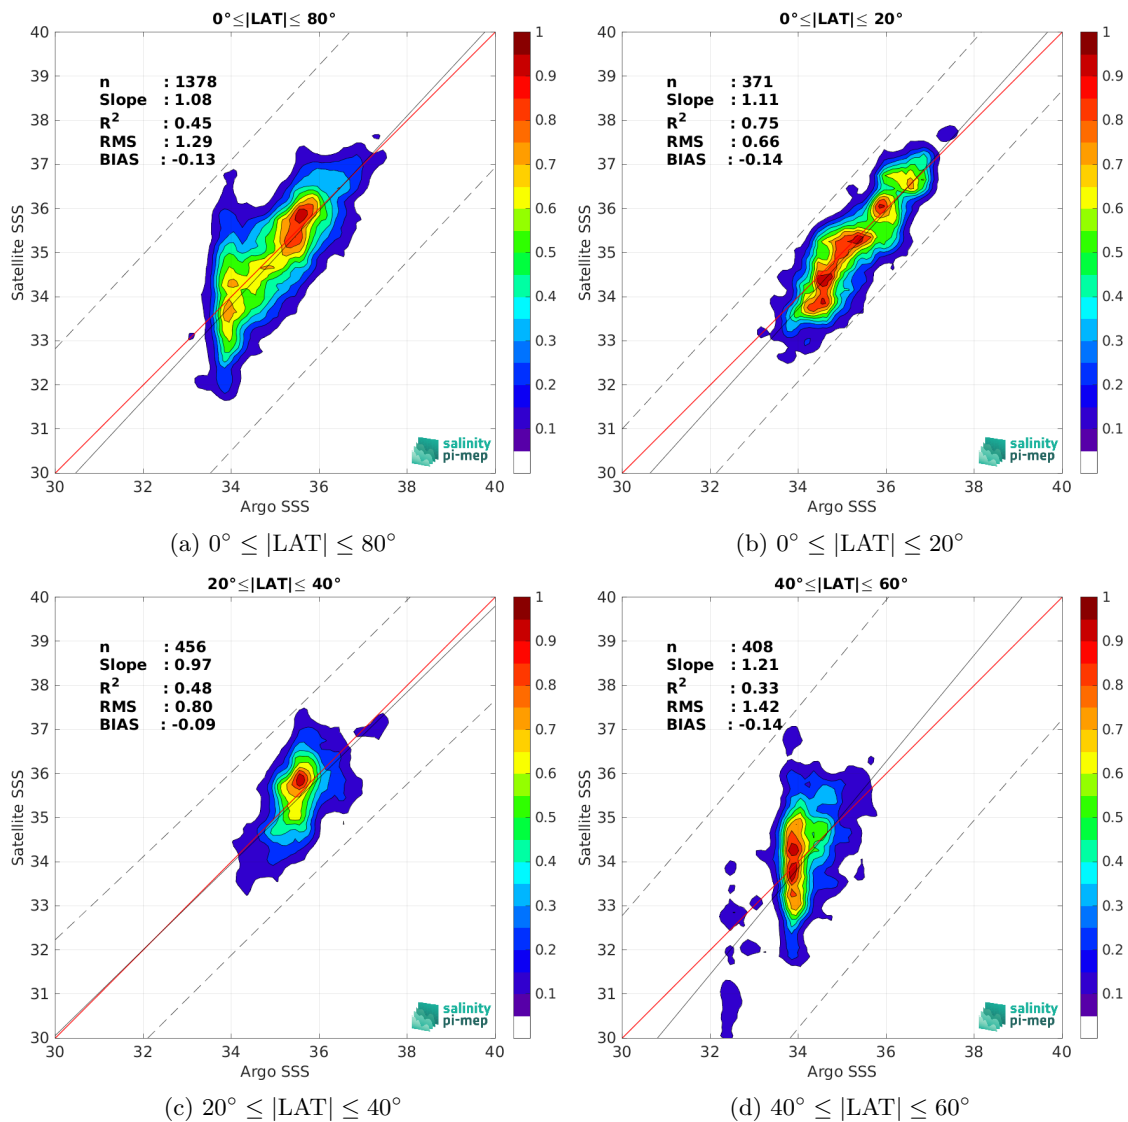 0°≤|LAT|≤ 80°
40
39
38
37
36
35
34
33
32
31
30
Satellite SSS
n : 1378
Slope : 1.08
R² : 0.45
RMS : 1.29
BIAS : -0.13
salinity
pi-mep
30 32 34 36 38 40
Argo SSS
1
0.9
0.8
0.7
0.6
0.5
0.4
0.3
0.2
0.1
(a) 0° ≤ |LAT| ≤ 80°
0°≤|LAT|≤ 20°
40
39
38
37
36
35
34
33
32
31
30
Satellite SSS
n : 371
Slope : 1.11
R² : 0.75
RMS : 0.66
BIAS : -0.14
salinity
pi-mep
30 32 34 36 38 40
Argo SSS
1
0.9
0.8
0.7
0.6
0.5
0.4
0.3
0.2
0.1
(b) 0° ≤ |LAT| ≤ 20°
20°≤|LAT|≤ 40°
40
39
38
37
36
35
34
33
32
31
30
Satellite SSS
n : 456
Slope : 0.97
R² : 0.48
RMS : 0.80
BIAS : -0.09
salinity
pi-mep
30 32 34 36 38 40
Argo SSS
1
0.9
0.8
0.7
0.6
0.5
0.4
0.3
0.2
0.1
(c) 20° ≤ |LAT| ≤ 40°
40°≤|LAT|≤ 60°
40
39
38
37
36
35
34
33
32
31
30
Satellite SSS
n : 408
Slope : 1.21
R² : 0.33
RMS : 1.42
BIAS : -0.14
salinity
pi-mep
30 32 34 36 38 40
Argo SSS
1
0.9
0.8
0.7
0.6
0.5
0.4
0.3
0.2
0.1
(d) 40° ≤ |LAT| ≤ 60°